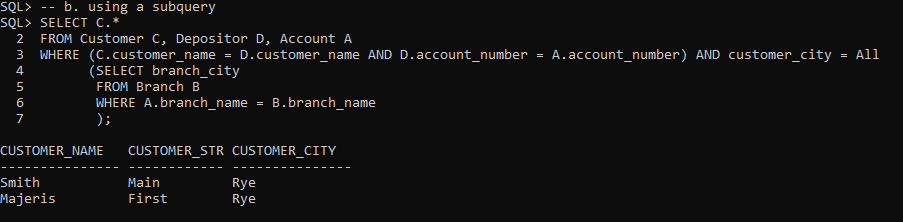 SQL> -- b. using a subquery
SQL> SELECT C.*
  2  FROM Customer C, Depositor D, Account A
  3  WHERE (C.customer_name = D.customer_name AND D.account_number = A.account_number) AND customer_city = All
  4        (SELECT branch_city
  5         FROM Branch B
  6         WHERE A.branch_name = B.branch_name
  7         );
CUSTOMER_NAME   CUSTOMER_STR CUSTOMER_CITY
--------------- ------------ ---------------
Smith           Main         Rye
Majeris         First        Rye